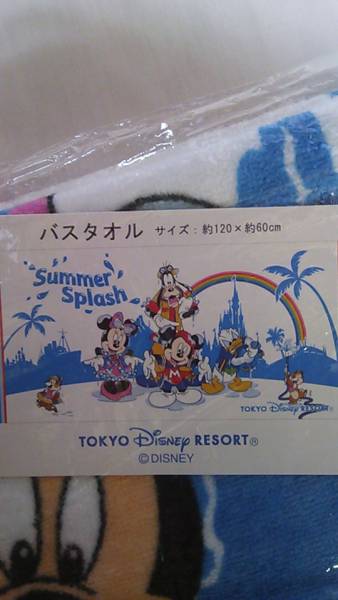 バスタオル サイズ：約120×約60cm
Summer
Splash
TOKYO Disney RESORT®
TOKYO Disney RESORT®
©DISNEY